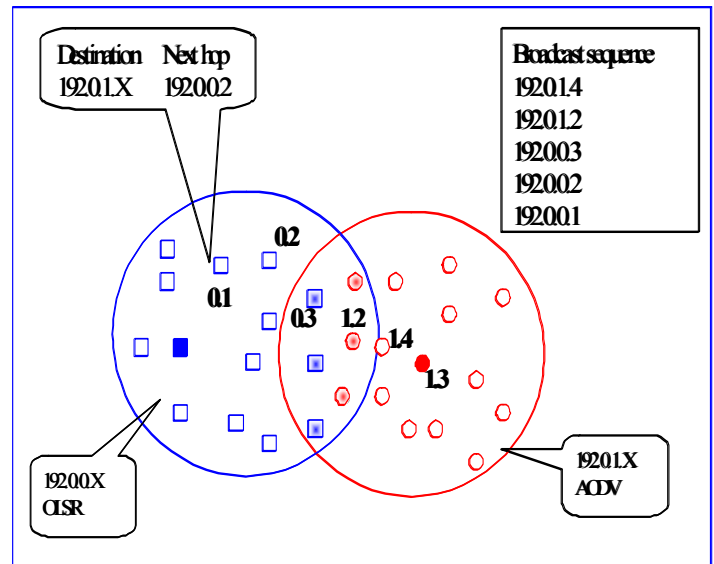 Destination Next hop
192.0.1.X 192.0.0.2
Broadcast sequence
192.0.1.4
192.0.1.2
192.0.0.3
192.0.0.2
192.0.0.1
0.2
0.1
0.3
1.2
1.4
1.3
192.0.0.X
OLSR
192.0.1.X
AODV